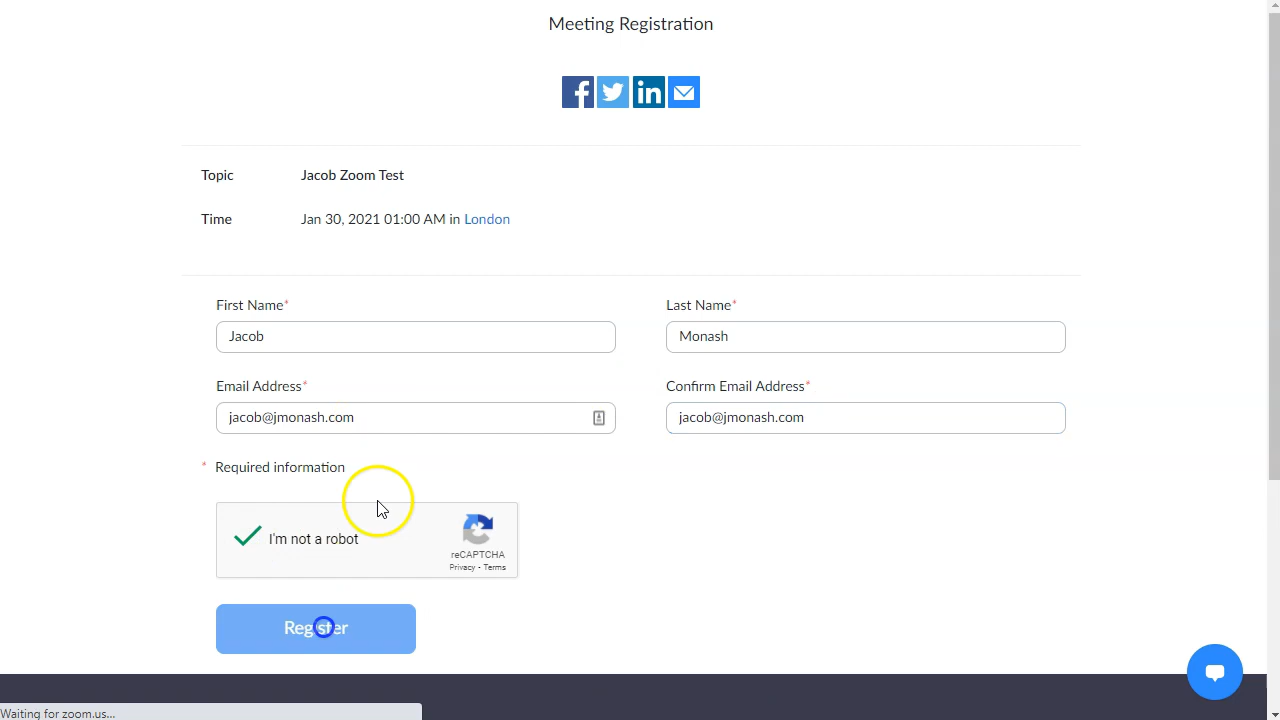 Meeting Registration
Topic Jacob Zoom Test
Time Jan 30, 2021 01:00 AM in London
First Name* Last Name*
Jacob Monash
Email Address* Confirm Email Address*
jacob@jmonash.com jacob@jmonash.com
* Required information
I'm not a robot
reCAPTCHA
Privacy - Terms
Register
Waiting for zoom.us...